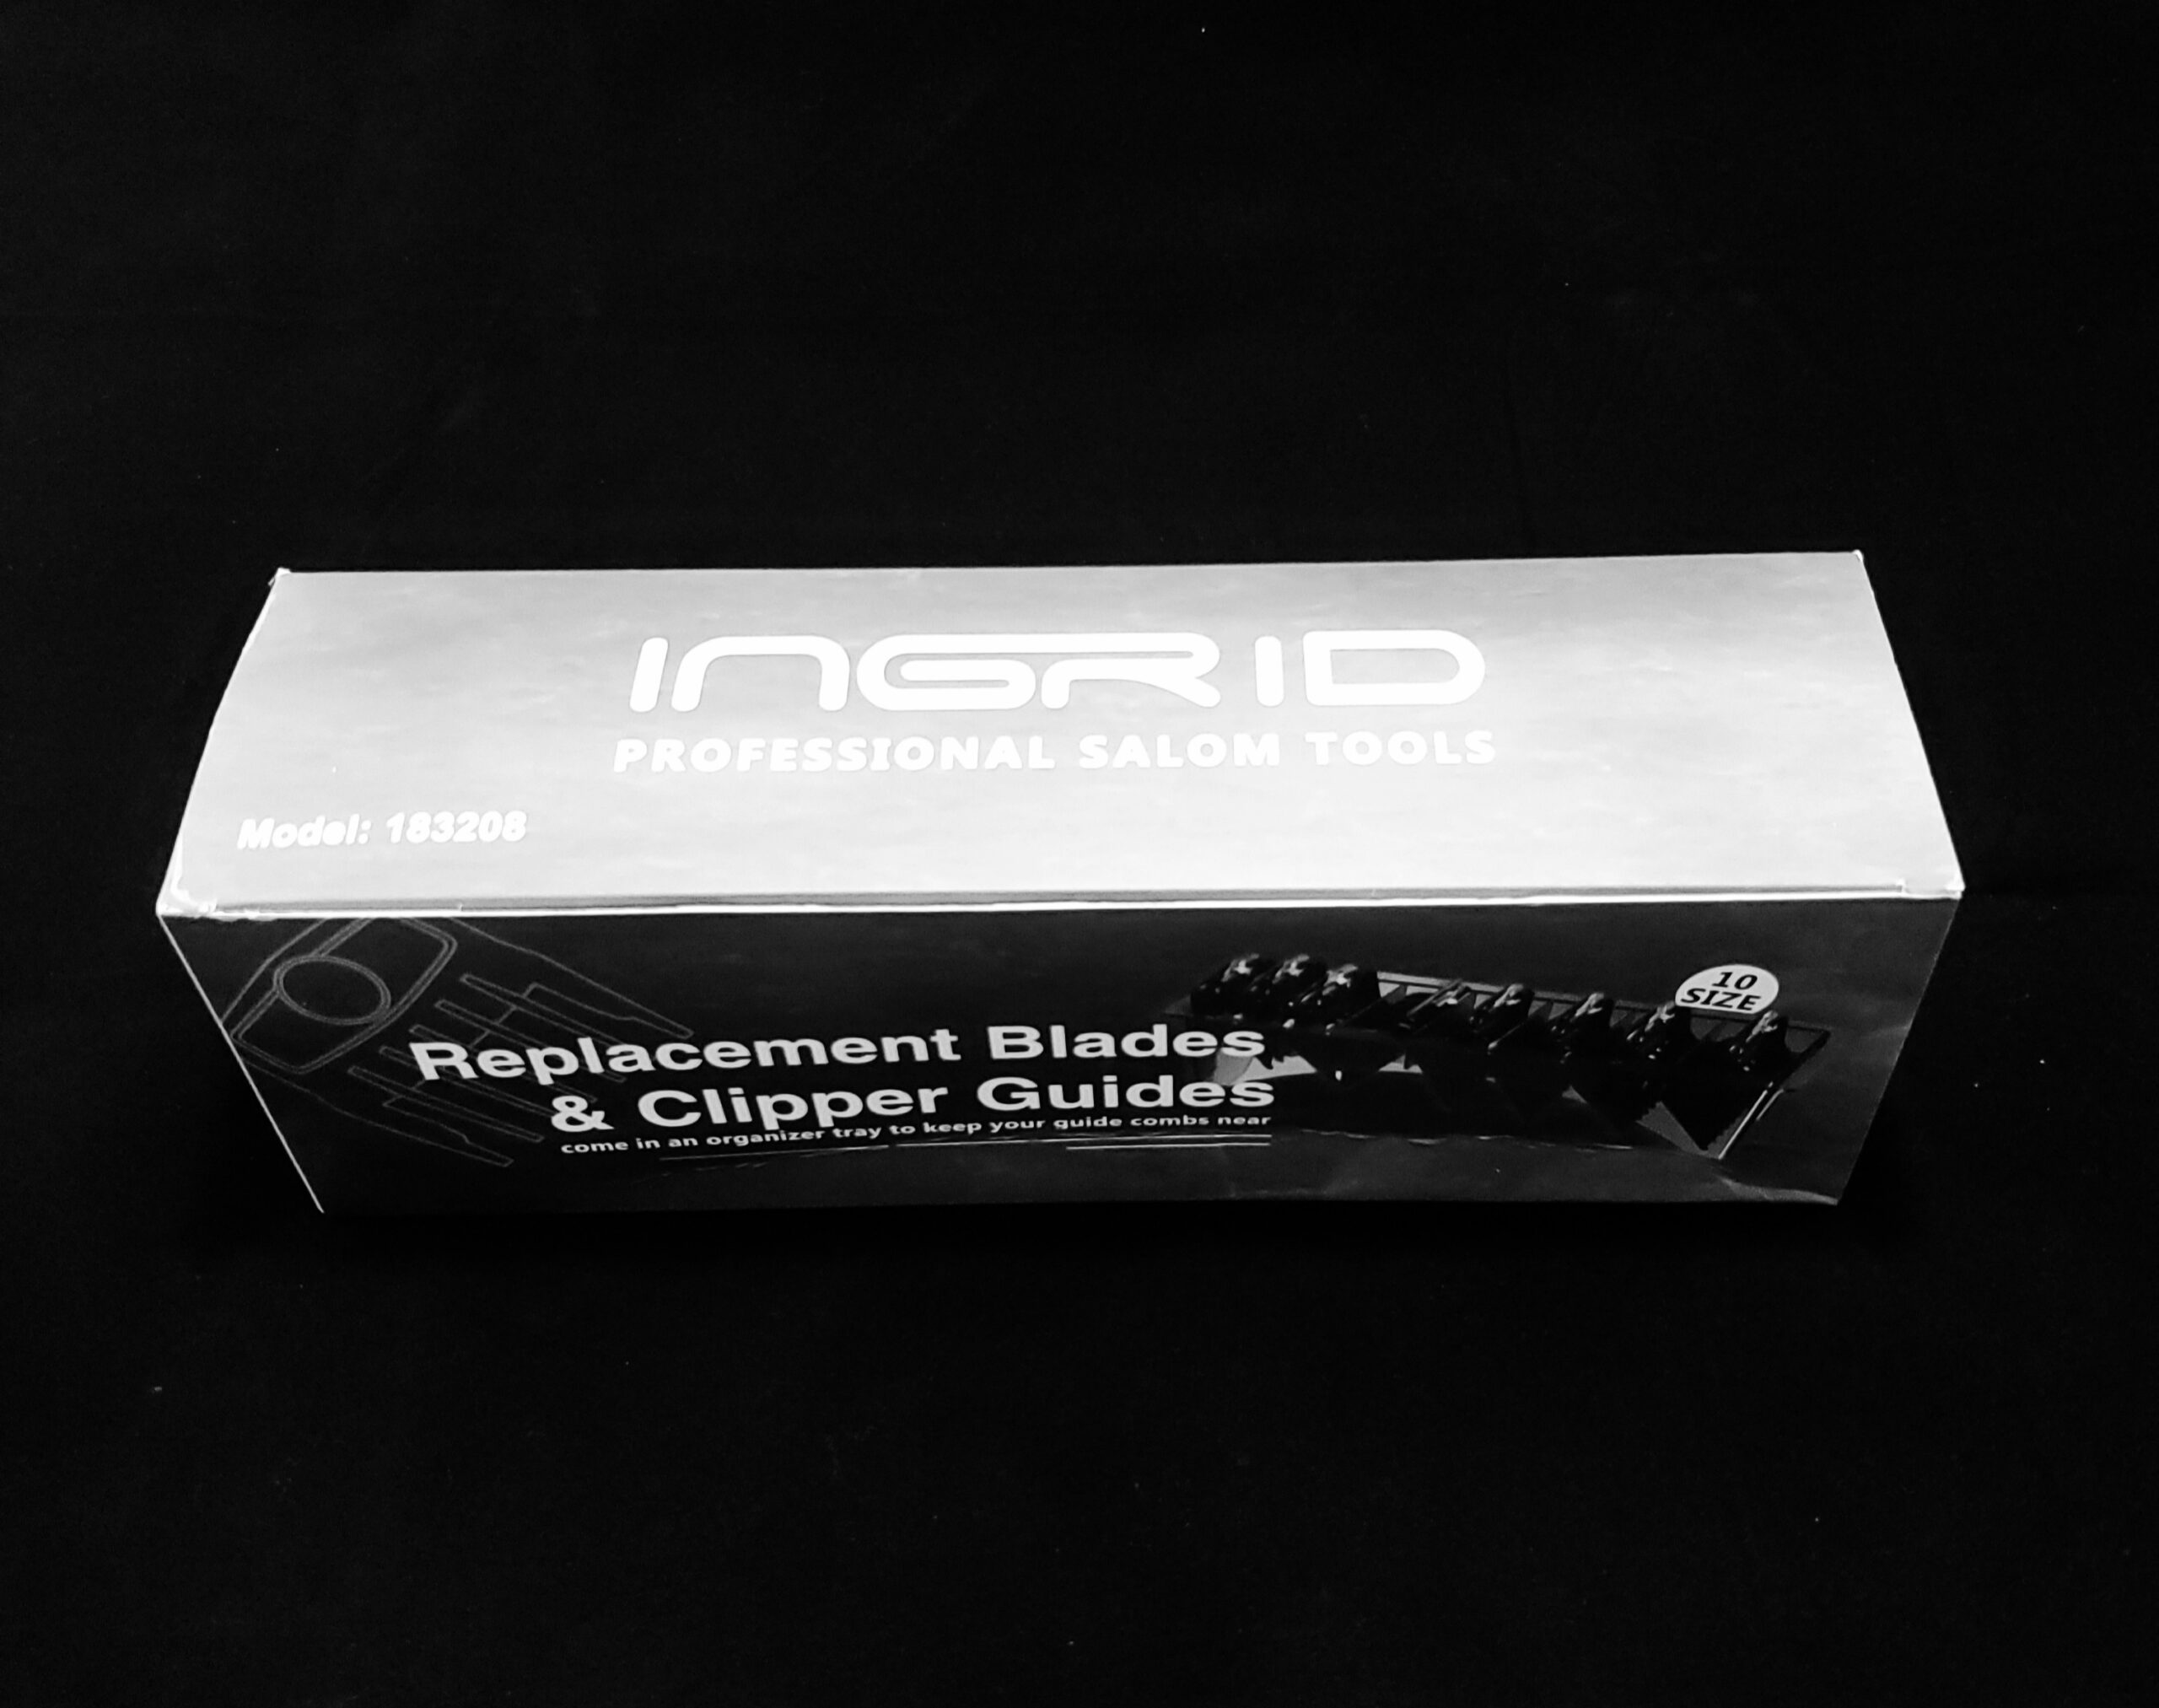 INGRID
PROFESSIONAL SALOM TOOLS
Model: 183208
10
SIZE
Replacement Blades
& Clipper Guides
come in an organizer tray to keep your guide combs near